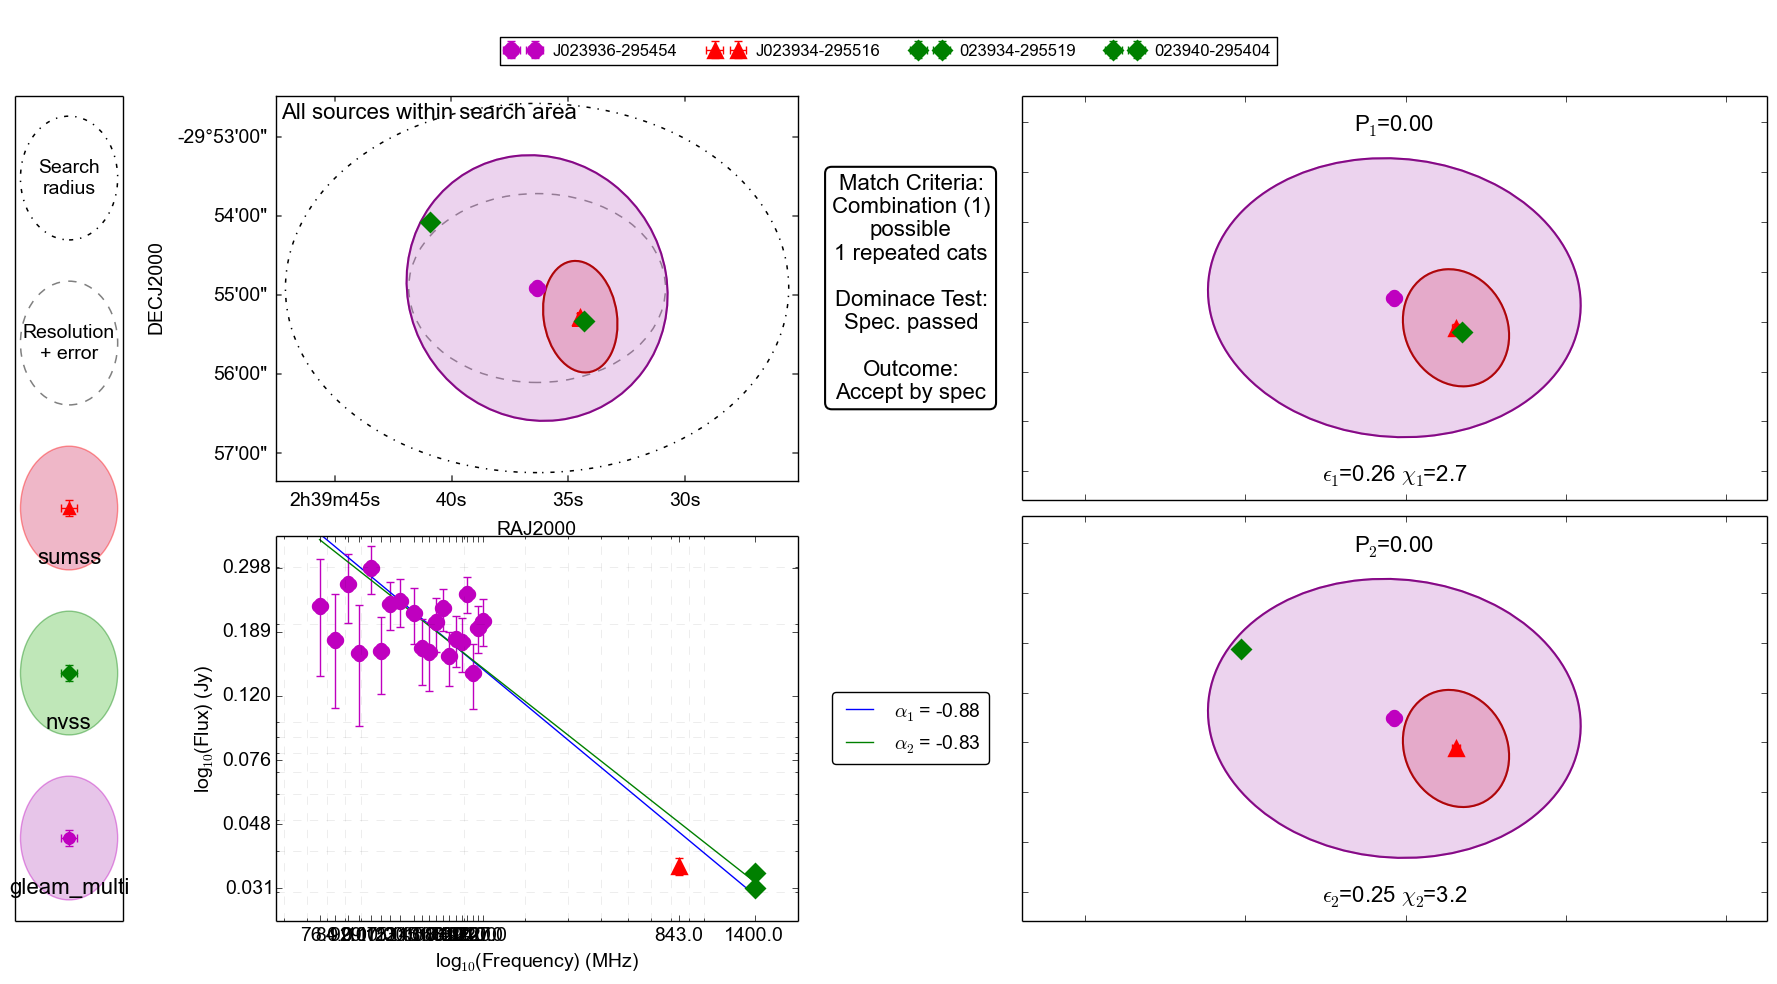 J023936-295454 J023934-295516 023934-295519 023940-295404
Search
radius
Resolution
+ error
sumss
nvss
gleam_multi
All sources within search area
DECJ2000
-29°53'00"
54'00"
55'00"
56'00"
57'00"
2h39m45s 40s 35s 30s
RAJ2000
Match Criteria:
Combination (1)
possible
1 repeated cats
Dominace Test:
Spec. passed
Outcome:
Accept by spec
P1=0.00
ϵ1=0.26 χ1=2.7
log10(Flux) (Jy)
0.298
0.189
0.120
0.076
0.048
0.031
843.0 1400.0
log10(Frequency) (MHz)
α1 = -0.88
α2 = -0.83
P2=0.00
ϵ2=0.25 χ2=3.2